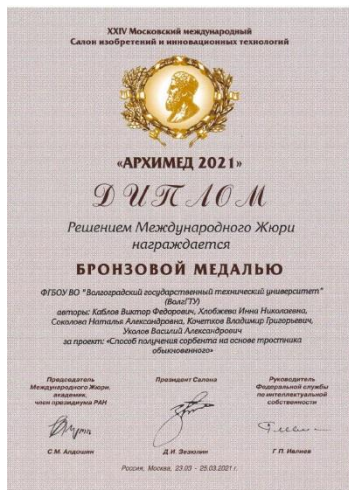 XXIV Московский международный
Салон изобретений и инновационных технологий
«АРХИМЕД 2021»
ДИПЛОМ
Решением Международного Жюри
награждается
БРОНЗОВОЙ МЕДАЛЬЮ
ФГБОУ ВО "Волгоградский государственный технический университет"
(ВолгГТУ)
авторы: Каблов Виктор Федорович, Хлобжева Инна Николаевна,
Соколова Наталья Александровна, Кочетков Владимир Григорьевич,
Уколов Василий Александрович
за проект: «Способ получения сорбента на основе тростника
обыкновенного»
Председатель
Международного Жюри,
академик,
член президиума РАН
Президент Салона
Руководитель
Федеральной службы
по интеллектуальной
собственности
С.М. Алдошин
Д.И. Зезюлин
Г.П. Ивлиев
Россия, Москва, 23.03 - 25.03.2021 г.